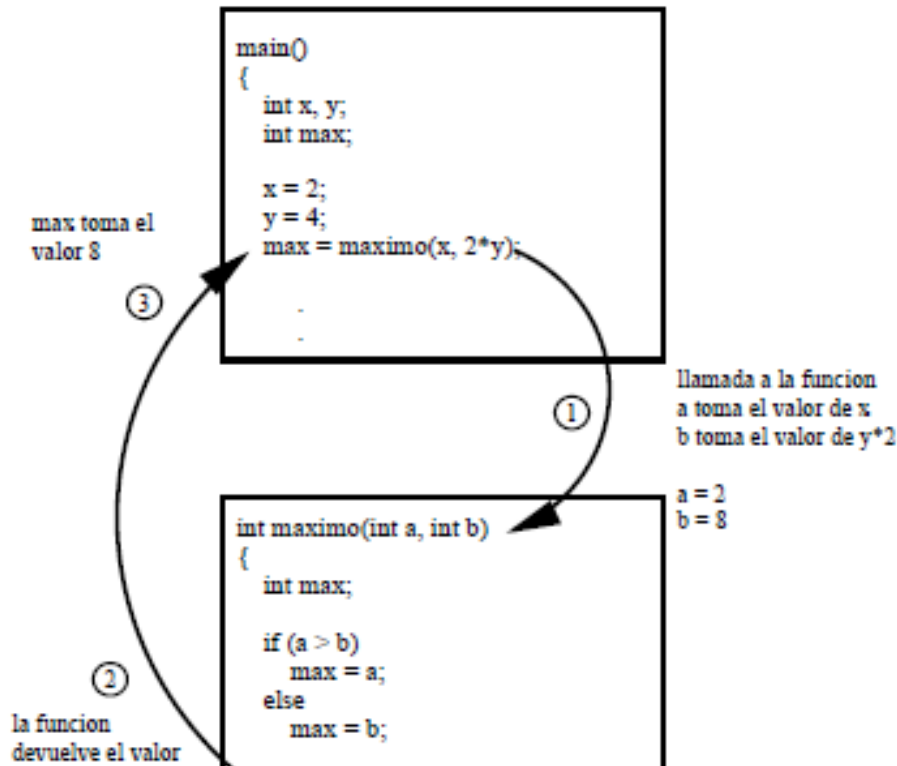 main()
{
int x, y;
int max;
x = 2;
y = 4;
max = maximo(x, 2*y);
.
.
max toma el
valor 8
3
1
llamada a la funcion
a toma el valor de x
b toma el valor de y*2
a = 2
b = 8
int maximo(int a, int b)
{
int max;
if (a > b)
max = a;
else
max = b;
2
la funcion
devuelve el valor